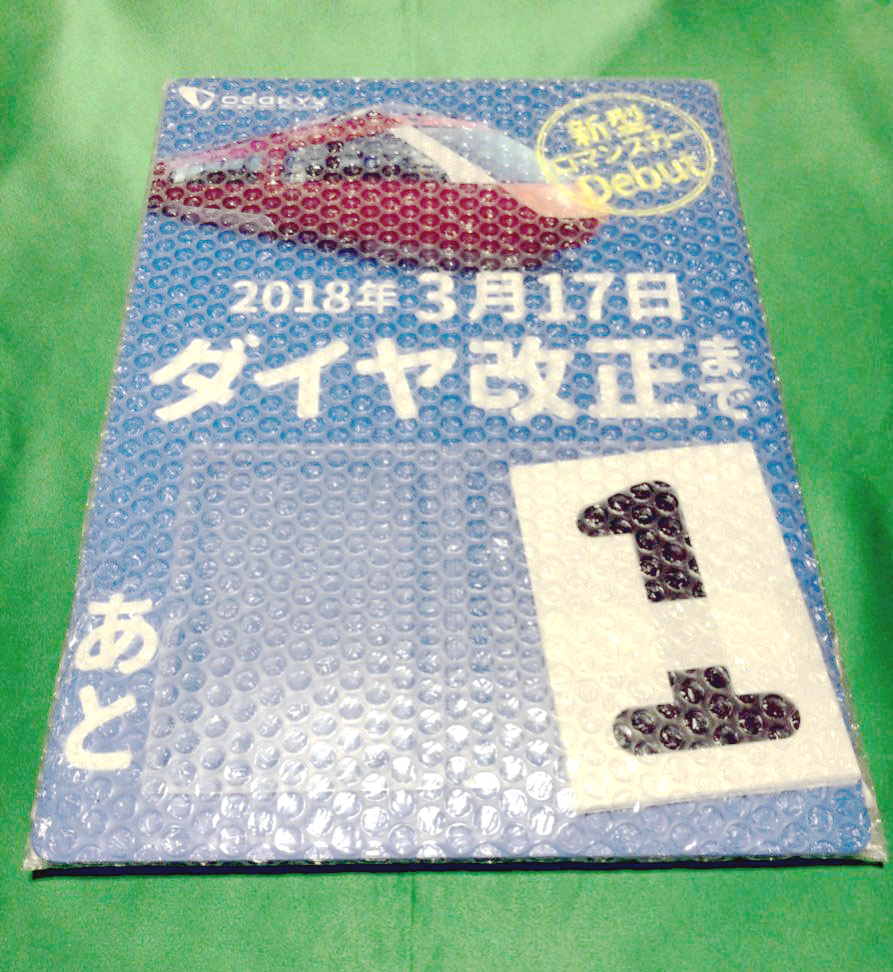 odakyu
新型
ロマンスカー
Debut
2018年3月17日
ダイヤ改正まで
あと
1